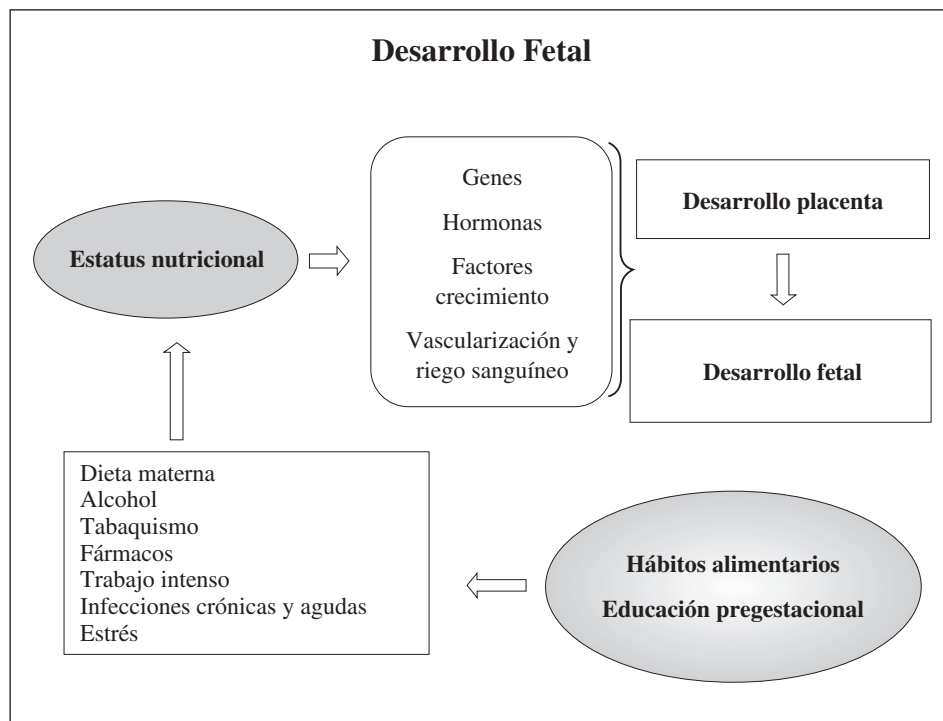 Desarrollo Fetal
Estatus nutricional
Genes
Hormonas
Factores
crecimiento
Vascularización y
riego sanguíneo
Desarrollo placenta
Desarrollo fetal
Dieta materna
Alcohol
Tabaquismo
Fármacos
Trabajo intenso
Infecciones crónicas y agudas
Estrés
Hábitos alimentarios
Educación pregestacional